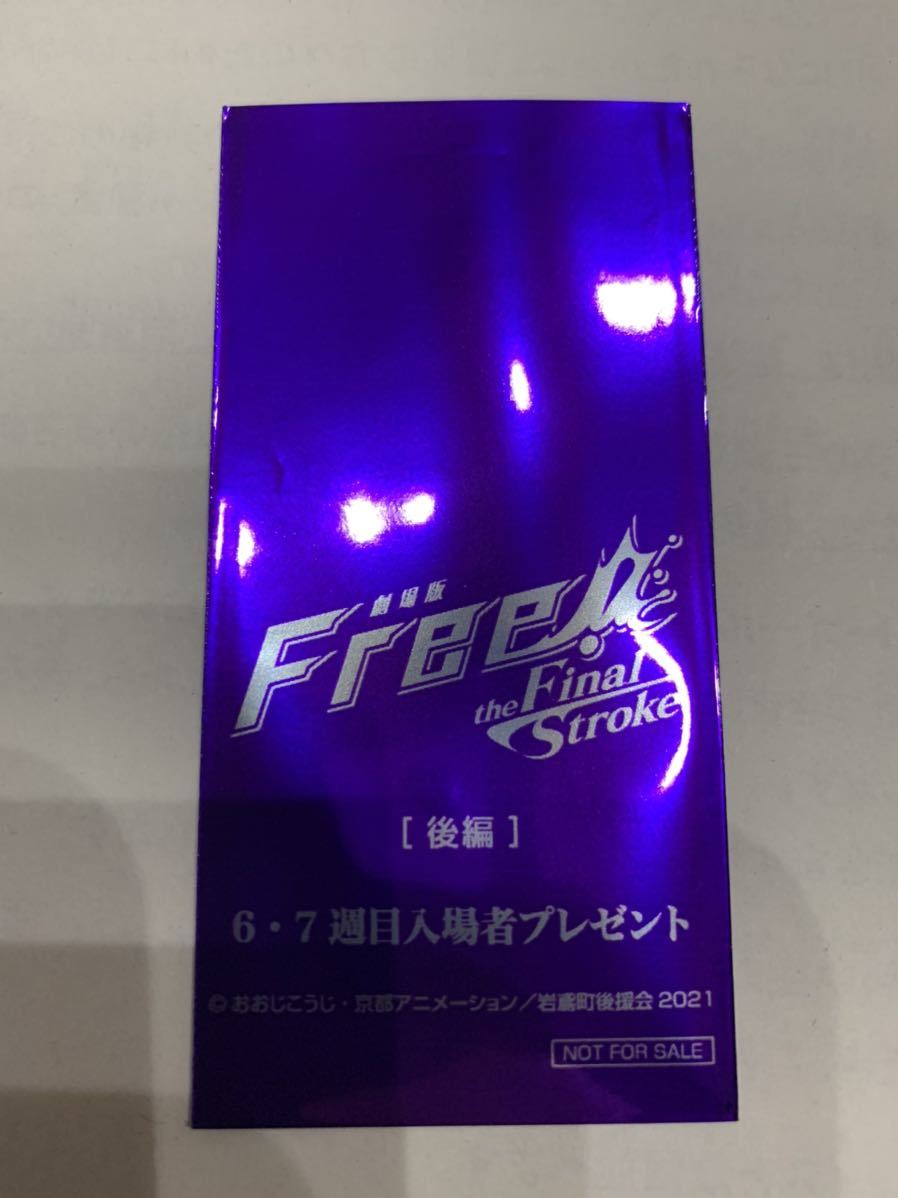 劇場版
Free!
the Final
Stroke
[ 後編 ]
6・7週目入場者プレゼント
© おおじこうじ・京都アニメーション/岩鳶町後援会 2021
NOT FOR SALE